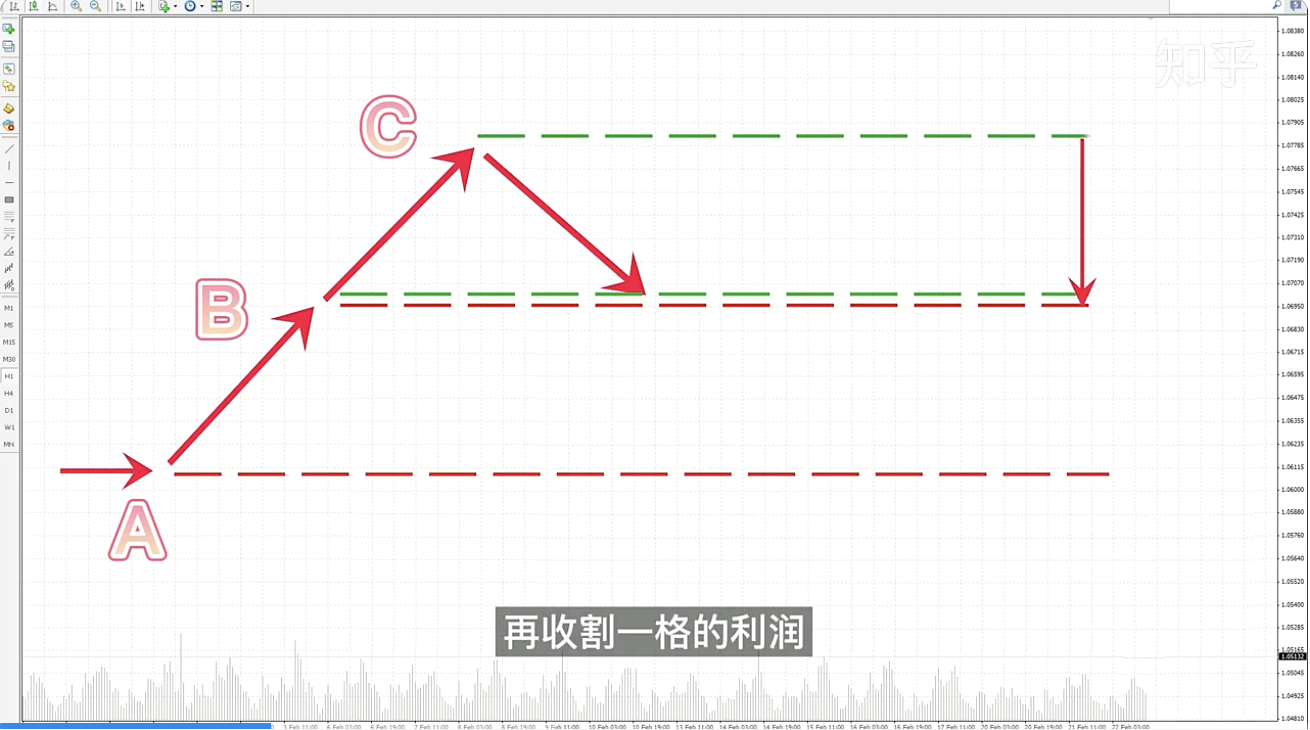 知乎
C
B
A
再收割一格的利润
M1
M5
M15
M30
H1
H4
D1
W1
MN
1.08380
1.08260
1.08140
1.08025
1.07905
1.07785
1.07665
1.07545
1.07425
1.07310
1.07190
1.07070
1.06950
1.06830
1.06715
1.06595
1.06475
1.06355
1.06235
1.06115
1.06000
1.05880
1.05760
1.05640
1.05520
1.05400
1.05285
1.05165
1.05132
1.05045
1.04925
1.04810
3 Feb 11:00
6 Feb 03:00
6 Feb 19:00
7 Feb 11:00
8 Feb 03:00
8 Feb 19:00
9 Feb 11:00
10 Feb 03:00
10 Feb 19:00
13 Feb 11:00
14 Feb 03:00
14 Feb 19:00
15 Feb 11:00
16 Feb 03:00
16 Feb 19:00
17 Feb 11:00
20 Feb 03:00
20 Feb 19:00
21 Feb 11:00
22 Feb 03:00